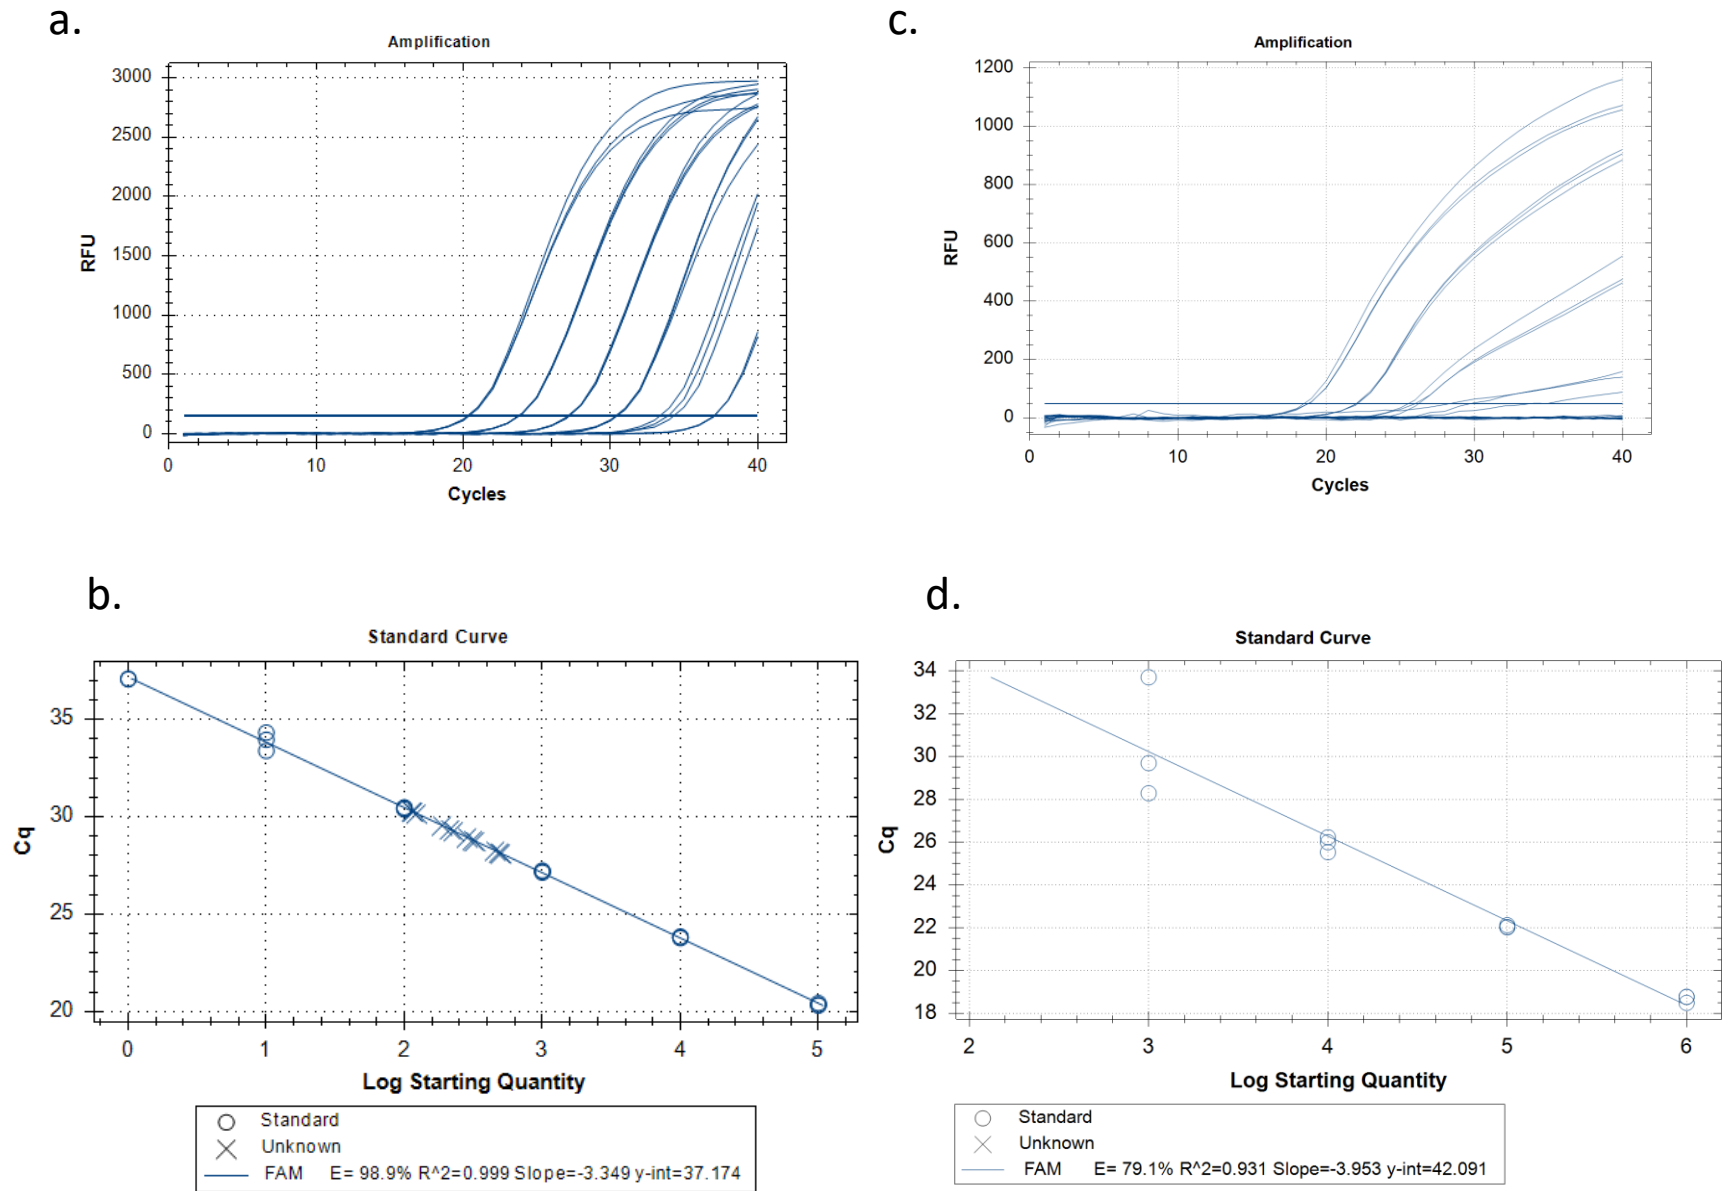 a.
Amplification
3000
2500
2000
1500
1000
500
0
RFU
0 10 20 30 40
Cycles
c.
Amplification
1200
1000
800
600
400
200
0
RFU
0 10 20 30 40
Cycles
b.
Standard Curve
35
30
25
20
Cq
0 1 2 3 4 5
Log Starting Quantity
Standard
Unknown
FAM E= 98.9% R^2=0.999 Slope=-3.349 y-int=37.174
d.
Standard Curve
34
32
30
28
26
24
22
20
18
Cq
2 3 4 5 6
Log Starting Quantity
Standard
Unknown
FAM E= 79.1% R^2=0.931 Slope=-3.953 y-int=42.091